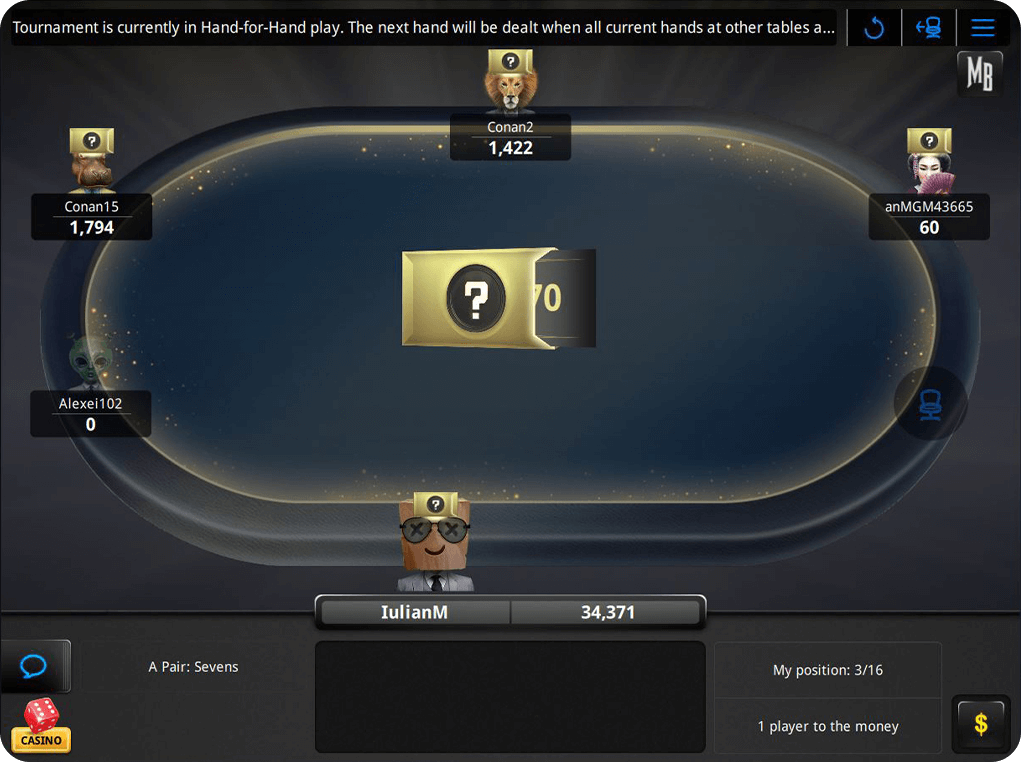 Tournament is currently in Hand-for-Hand play. The next hand will be dealt when all current hands at other tables a...
MB
?
Conan2
1,422
?
Conan15
1,794
?
anMGM43665
60
?
70
Alexei102
0
?
IulianM 34,371
A Pair: Sevens
My position: 3/16
1 player to the money
$
CASINO